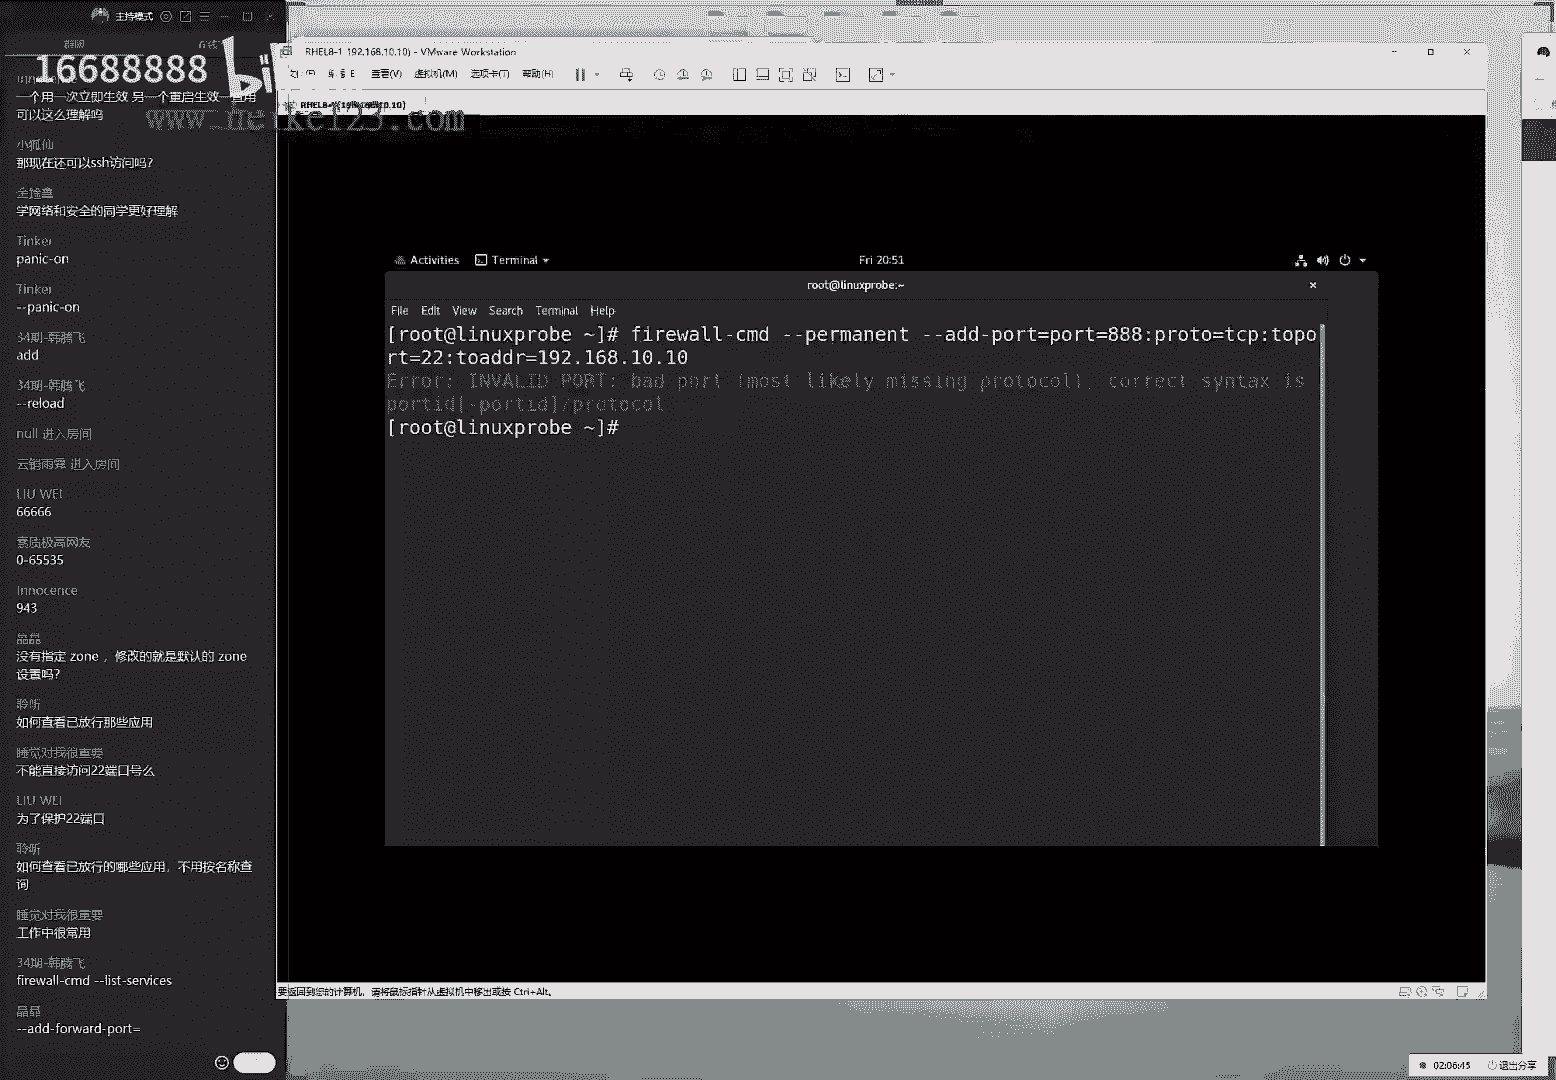 主持模式
16688888
一个用一次立即生效 另一个重启生效一直用
可以这么理解吗
www.heike123.com
小狐仙
那现在还可以ssh访问吗?
学网络和安全的同学更好理解
Tinker
panic-on
Tinker
--panic-on
34期-韩腾飞
add
34期-韩腾飞
--reload
null 进入房间
云销雨霁 进入房间
LIU WEI
66666
素质极高网友
0-65535
Innocence
943
晶晶
没有指定 zone ，修改的就是默认的 zone
设置吗?
聆听
如何查看已放行那些应用
睡觉对我很重要
不能直接访问22端口号么
LIU WEI
为了保护22端口
聆听
如何查看已放行的哪些应用，不用按名称查
询
睡觉对我很重要
工作中很常用
34期-韩腾飞
firewall-cmd --list-services
晶晶
--add-forward-port=
RHEL8-1 192.168.10.10) - VMware Workstation
查看(V) 虚拟机(M) 选项卡(T) 帮助(H)
Activities Terminal Fri 20:51
root@linuxprobe:~
File Edit View Search Terminal Help
[root@linuxprobe ~]# firewall-cmd --permanent --add-port=port=888:proto=tcp:topo
rt=22:toaddr=192.168.10.10
Error: INVALID_PORT: bad port (most likely missing protocol), correct syntax is
portid[-portid]/protocol
[root@linuxprobe ~]#
要返回到您的计算机，请将鼠标指针从虚拟机中移出或按 Ctrl+Alt。
02:06:45 退出分享